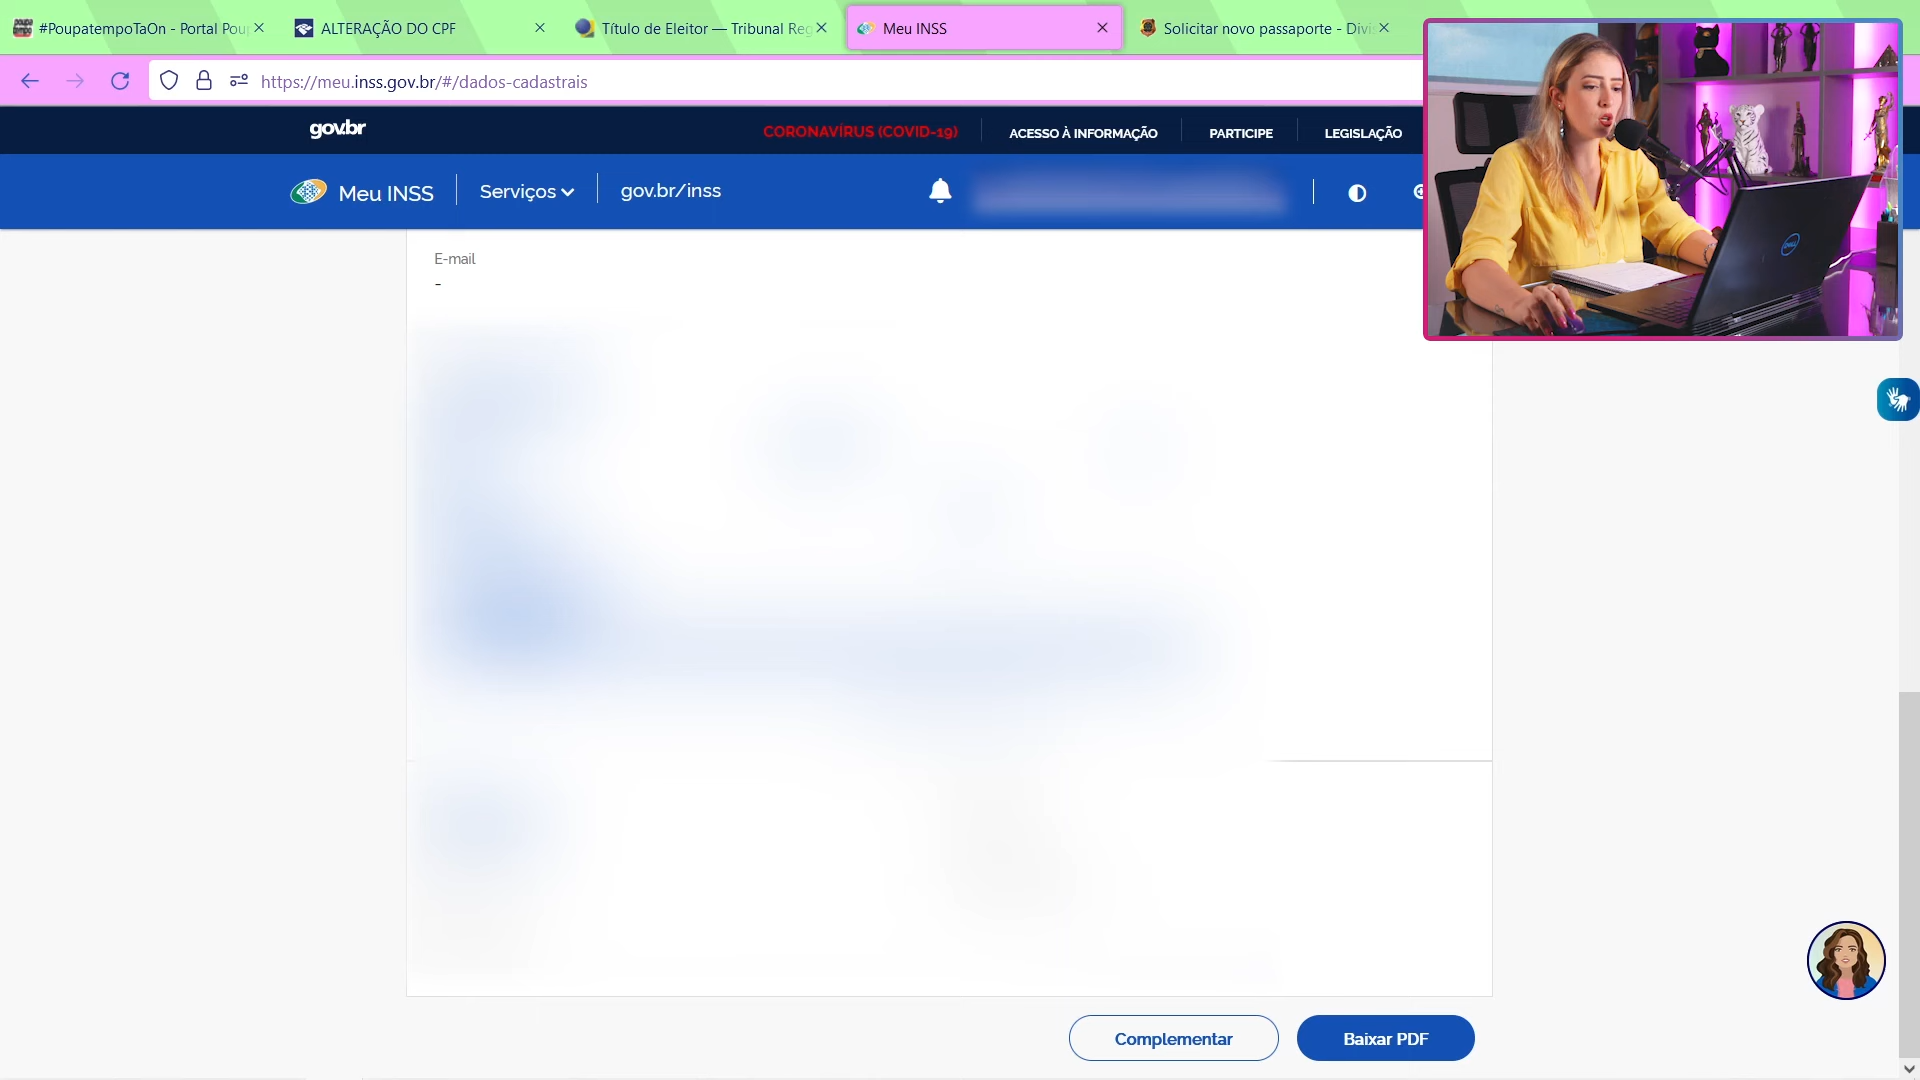 #PoupatempoTaOn - Portal Pou
ALTERAÇÃO DO CPF
Título de Eleitor — Tribunal Reg
Meu INSS
Solicitar novo passaporte - Divi
https://meu.inss.gov.br/#/dados-cadastrais
gov.br
CORONAVÍRUS (COVID-19)
ACESSO À INFORMAÇÃO
PARTICIPE
LEGISLAÇÃO
Meu INSS
Serviços
gov.br/inss
E-mail
-
DELL
Complementar
Baixar PDF